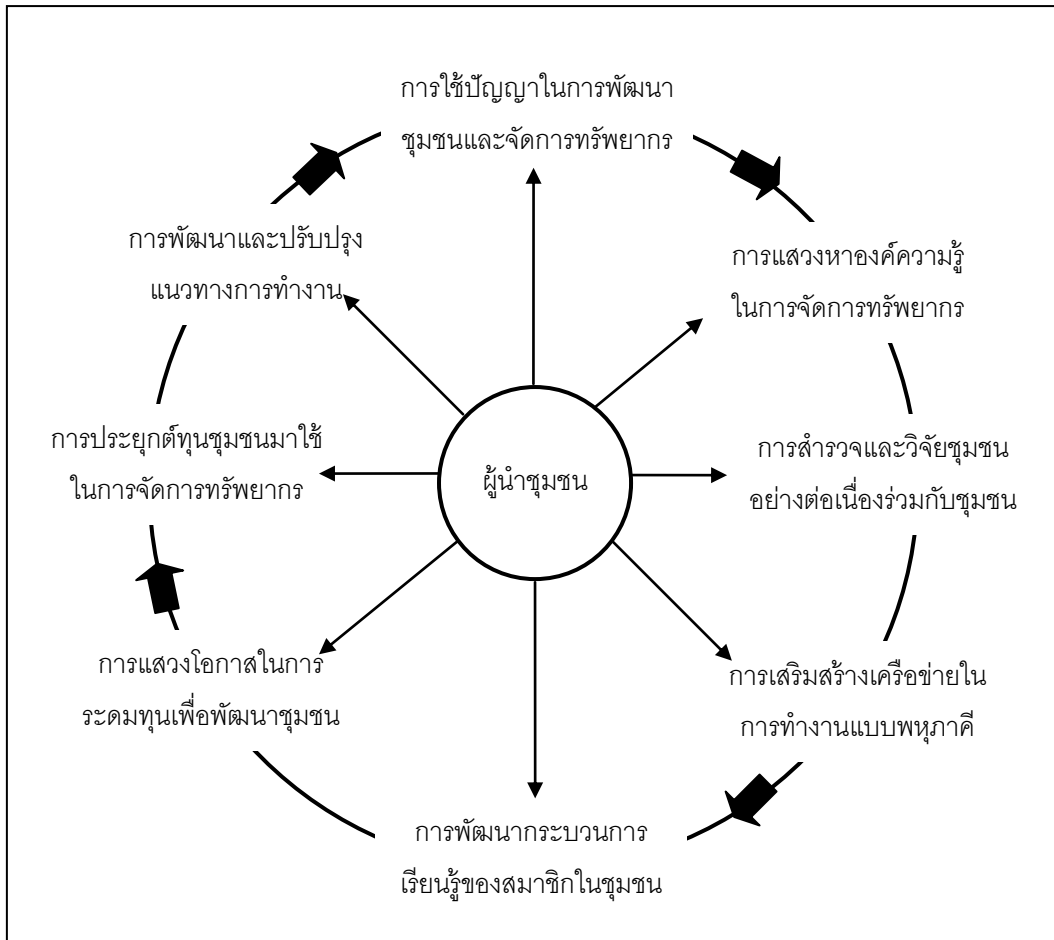 การใช้ปัญญาในการพัฒนา
ชุมชนและจัดการทรัพยากร
การแสวงหาองค์ความรู้
ในการจัดการทรัพยากร
การสำรวจและวิจัยชุมชน
อย่างต่อเนื่องร่วมกับชุมชน
การเสริมสร้างเครือข่ายใน
การทำงานแบบพหุภาคี
การพัฒนากระบวนการ
เรียนรู้ของสมาชิกในชุมชน
การแสวงโอกาสในการ
ระดมทุนเพื่อพัฒนาชุมชน
การประยุกต์ทุนชุมชนมาใช้
ในการจัดการทรัพยากร
การพัฒนาและปรับปรุง
แนวทางการทำงาน
ผู้นำชุมชน